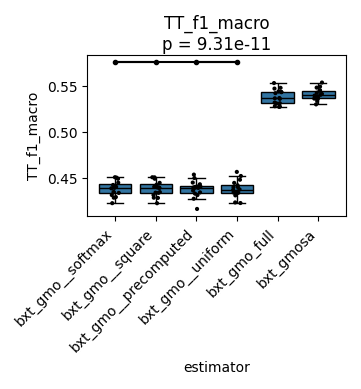 TT_f1_macro
p = 9.31e-11
TT_f1_macro
0.55
0.50
0.45
bxt_gmo__softmax
bxt_gmo__square
bxt_gmo__precomputed
bxt_gmo__uniform
bxt_gmo_full
bxt_gmosa
estimator